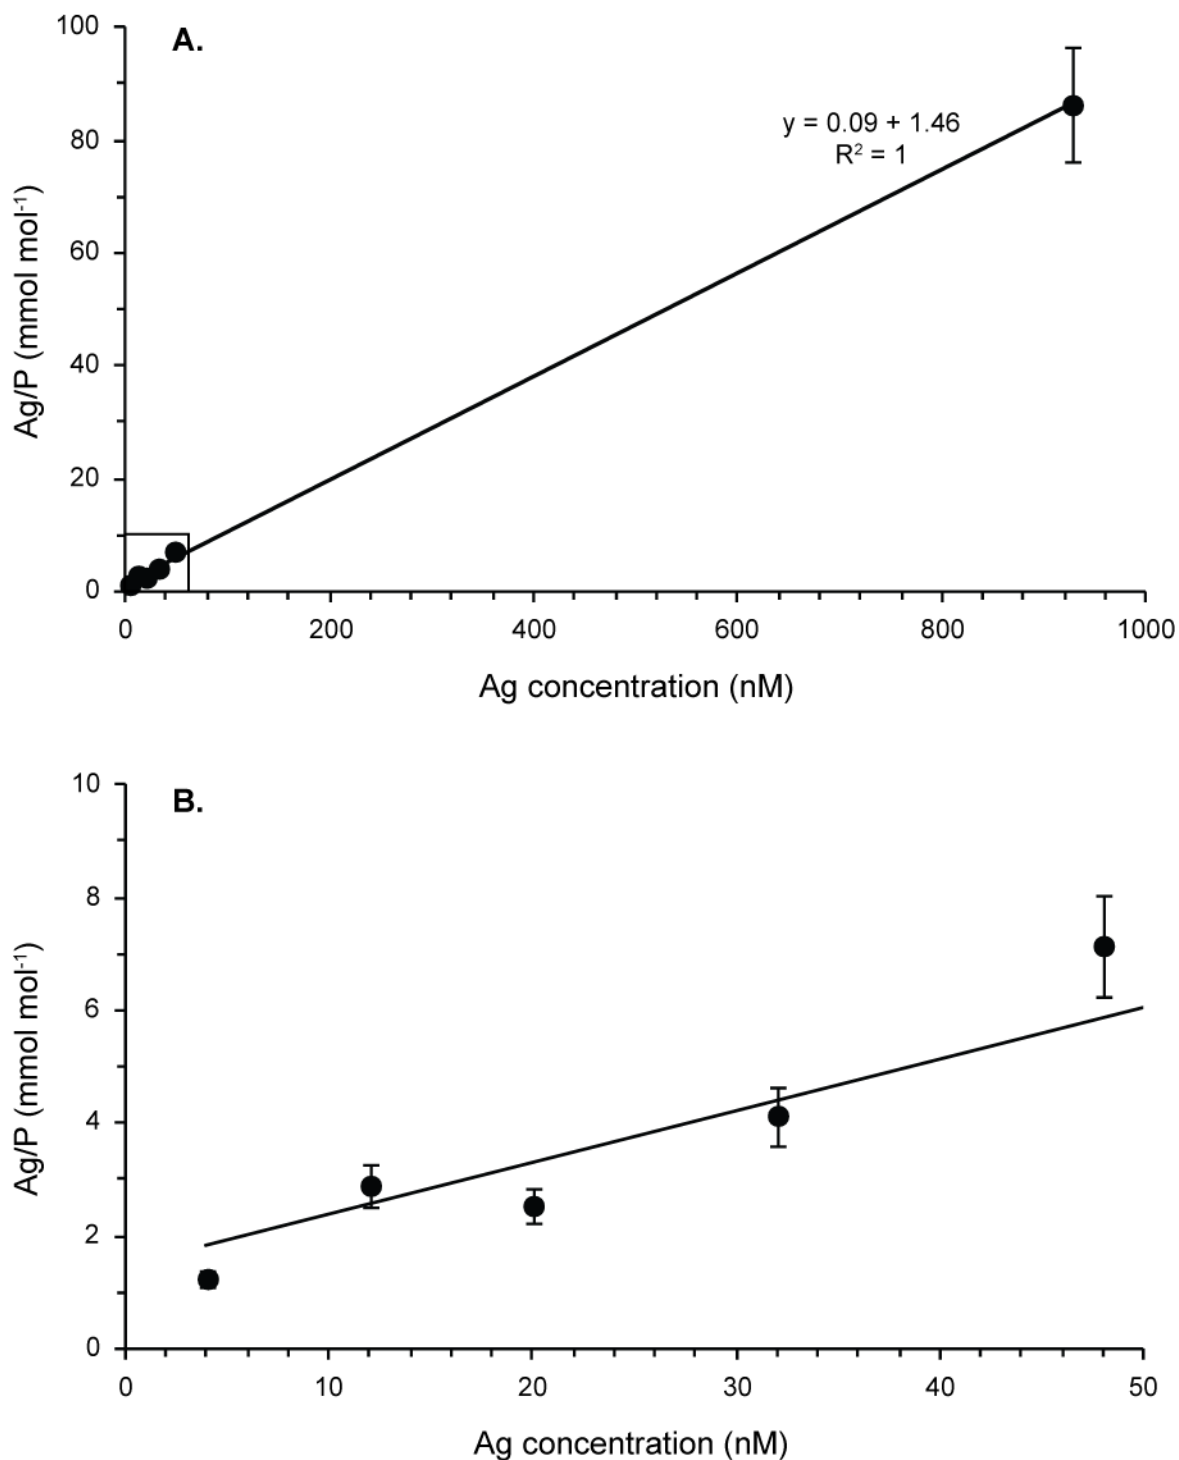 A.
100
80
60
40
20
0
Ag/P (mmol mol⁻¹)
y = 0.09 + 1.46
R² = 1
0 200 400 600 800 1000
Ag concentration (nM)
B.
10
8
6
4
2
0
Ag/P (mmol mol⁻¹)
0 10 20 30 40 50
Ag concentration (nM)